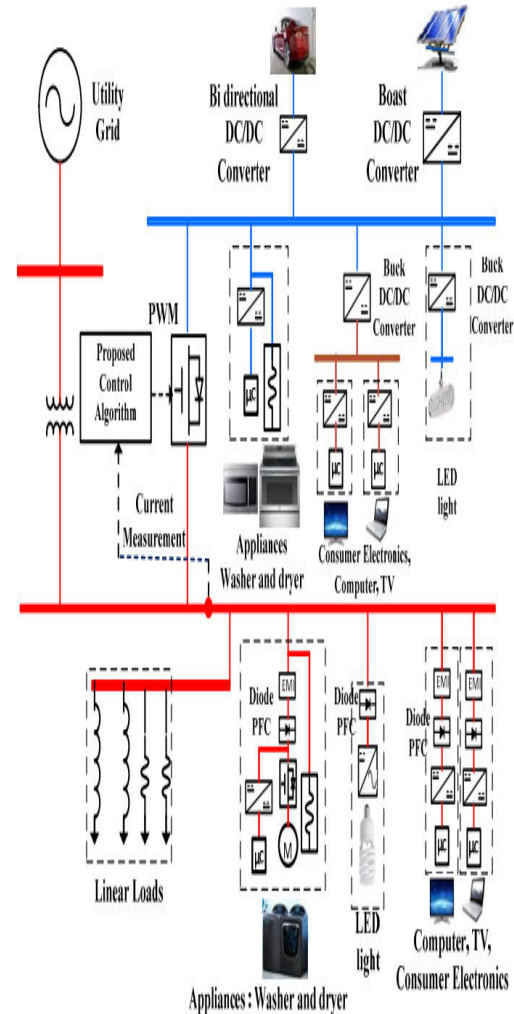 Utility
Grid
Bi directional
DC/DC
Converter
Boast
DC/DC
Converter
PWM
Proposed
Control
Algorithm
Current
Measurement
μc
Appliances
Washer and dryer
Buck
DC/DC
Converter
μc
μc
Consumer Electronics,
Computer, TV
Buck
DC/DC
Converter
LED
light
Linear Loads
EMI
Diode
PFC
μc
M
Appliances : Washer and dryer
Diode
PFC
LED
light
EMI
EMI
Diode
PFC
μc
μc
Computer, TV,
Consumer Electronics